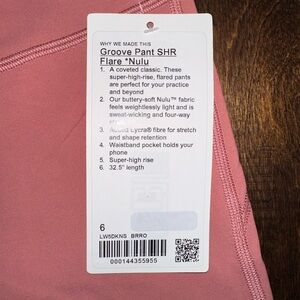 WHY WE MADE THIS
Groove Pant SHR
Flare *Nulu
1. A coveted classic. These
super-high-rise, flared pants
are perfect for your practice
and beyond
2. Our buttery-soft Nulu™ fabric
feels weightlessly light and is
sweat-wicking and four-way
3. Added Lycra® fibre for stretch
and shape retention
4. Waistband pocket holds your
phone
5. Super-high rise
6. 32.5" length
6
LW5DKNS BRRO
000144355955